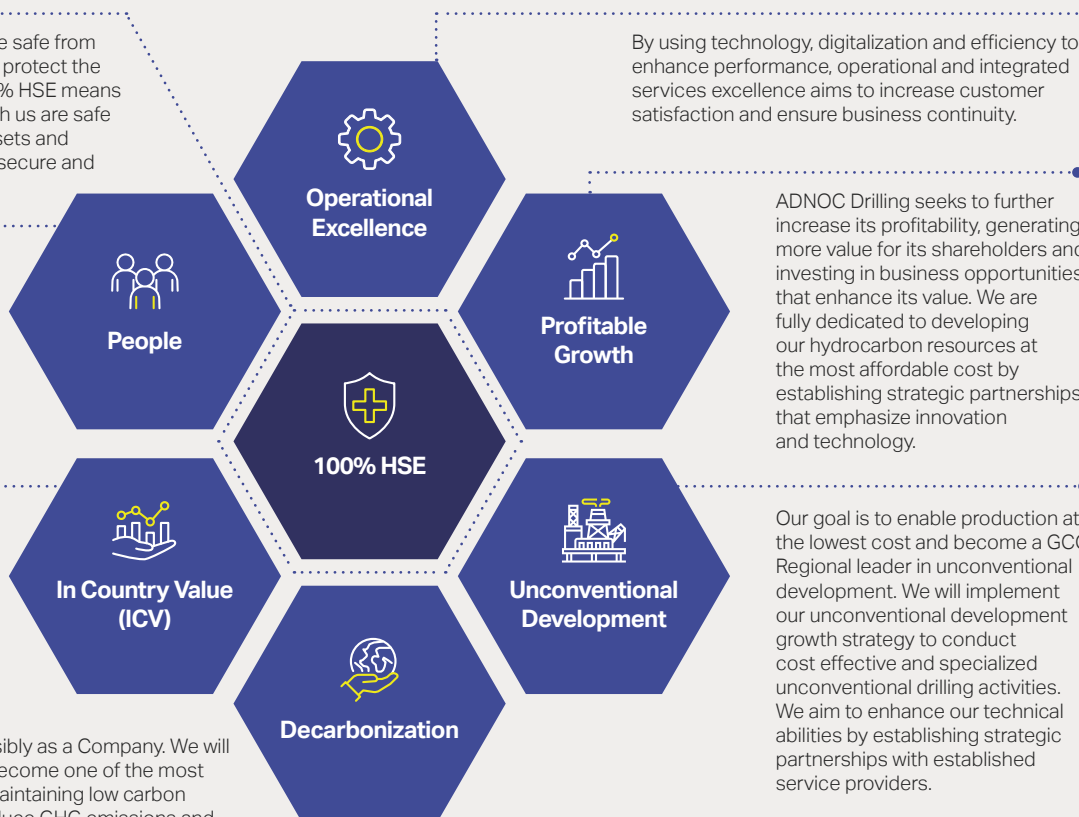 e safe from
protect the
% HSE means
h us are safe
sets and
secure and
By using technology, digitalization and efficiency to
enhance performance, operational and integrated
services excellence aims to increase customer
satisfaction and ensure business continuity.
Operational
Excellence
People
Profitable
Growth
ADNOC Drilling seeks to further
increase its profitability, generating
more value for its shareholders and
investing in business opportunities
that enhance its value. We are
fully dedicated to developing
our hydrocarbon resources at
the most affordable cost by
establishing strategic partnerships
that emphasize innovation
and technology.
100% HSE
In Country Value
(ICV)
Unconventional
Development
Our goal is to enable production at
the lowest cost and become a GCC
Regional leader in unconventional
development. We will implement
our unconventional development
growth strategy to conduct
cost effective and specialized
unconventional drilling activities.
We aim to enhance our technical
abilities by establishing strategic
partnerships with established
service providers.
Decarbonization
sibly as a Company. We will
ecome one of the most
aintaining low carbon
duce GHG emissions and